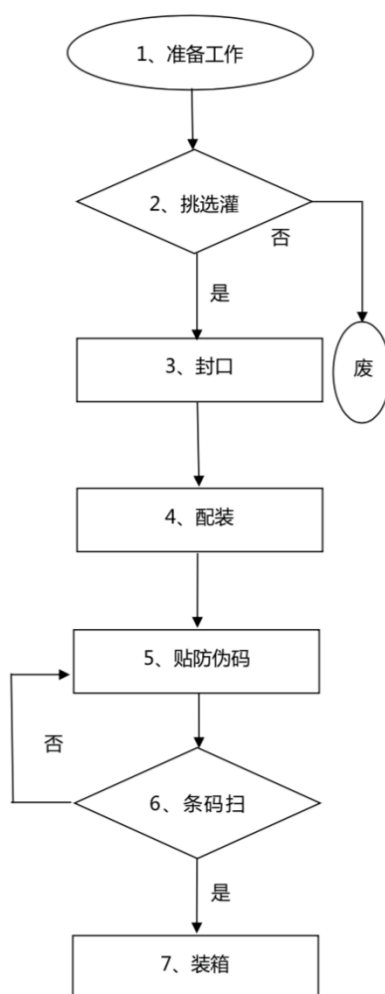 1、准备工作
2、挑选灌
否
是
废
3、封口
4、配装
5、贴防伪码
否
6、条码扫
是
7、装箱